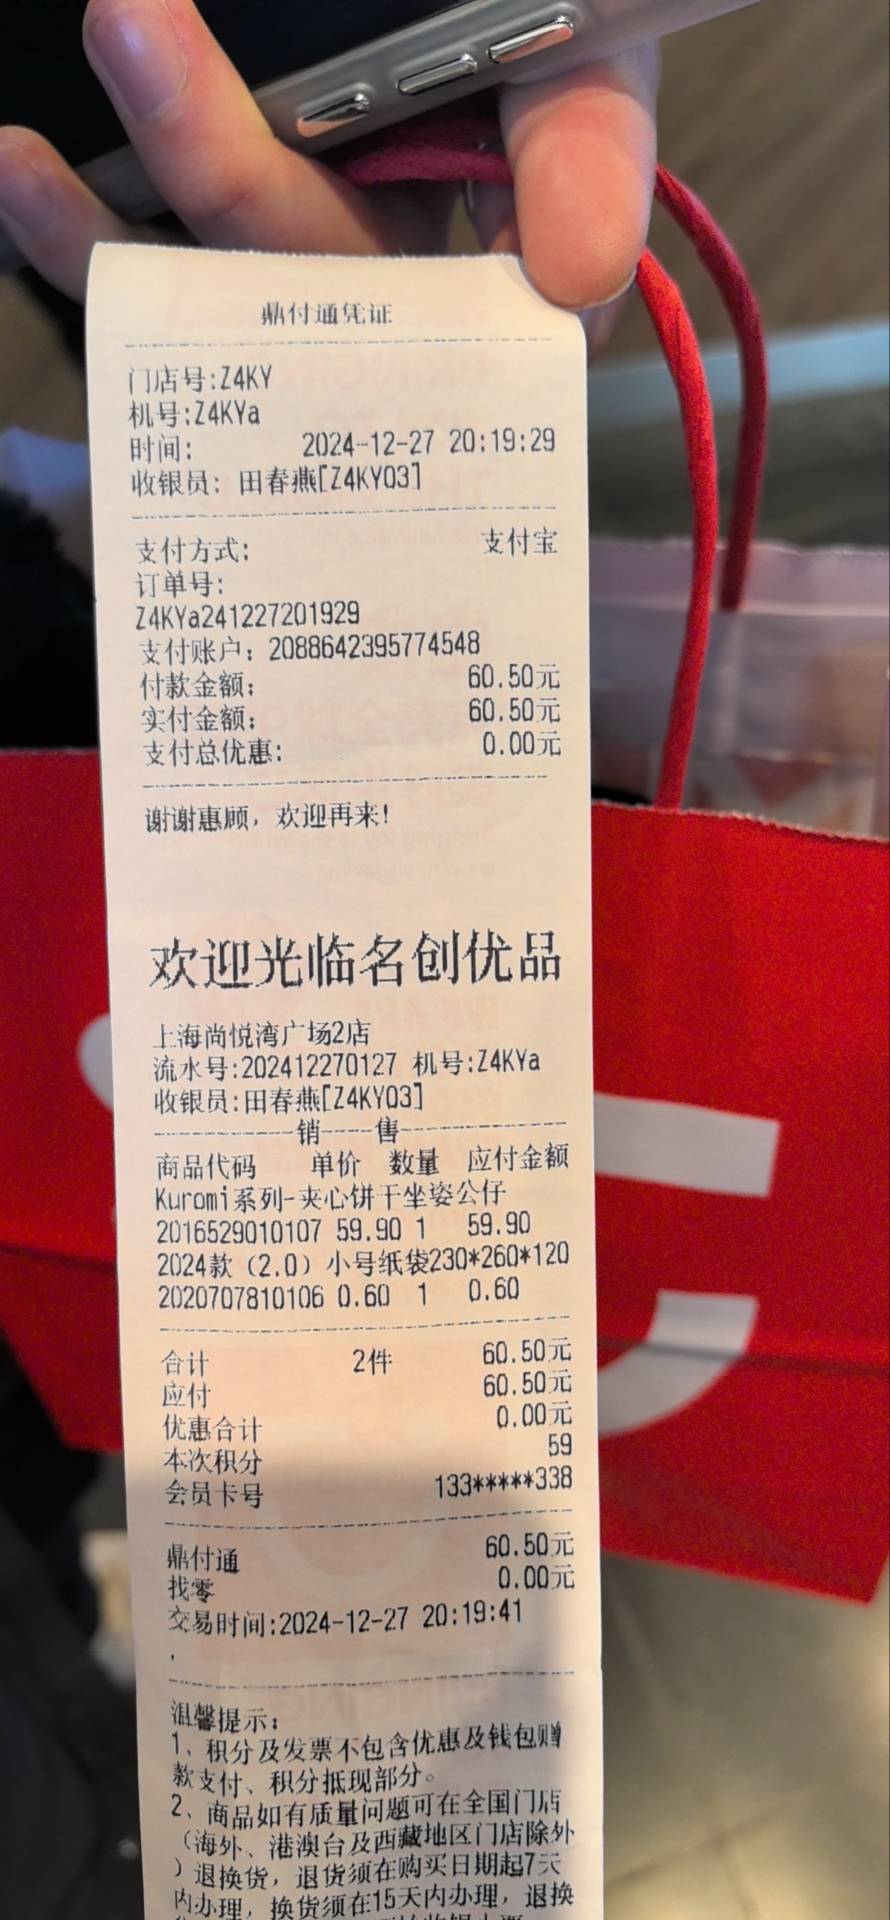 鼎付通凭证
门店号:Z4KY
机号:Z4KYa
时间: 2024-12-27 20:19:29
收银员: 田春燕[Z4KY03]
支付方式: 支付宝
订单号:
Z4KYa241227201929
支付账户: 2088642395774548
付款金额: 60.50元
实付金额: 60.50元
支付总优惠: 0.00元
谢谢惠顾，欢迎再来!
欢迎光临名创优品
上海尚悦湾广场2店
流水号:202412270127 机号:Z4KYa
收银员:田春燕[Z4KY03]
销-----售
商品代码 单价 数量 应付金额
Kuromi系列-夹心饼干坐姿公仔
2016529010107 59.90 1 59.90
2024款（2.0）小号纸袋230*260*120
2020707810106 0.60 1 0.60
合计 2件 60.50元
应付 60.50元
优惠合计 0.00元
本次积分 59
会员卡号 133*****338
鼎付通 60.50元
找零 0.00元
交易时间:2024-12-27 20:19:41
温馨提示:
1、积分及发票不包含优惠及钱包赠
款支付、积分抵现部分。
2、商品如有质量问题可在全国门店
（海外、港澳台及西藏地区门店除外
）退换货，退货须在购买日期起7天
内办理，换货须在15天内办理，退换